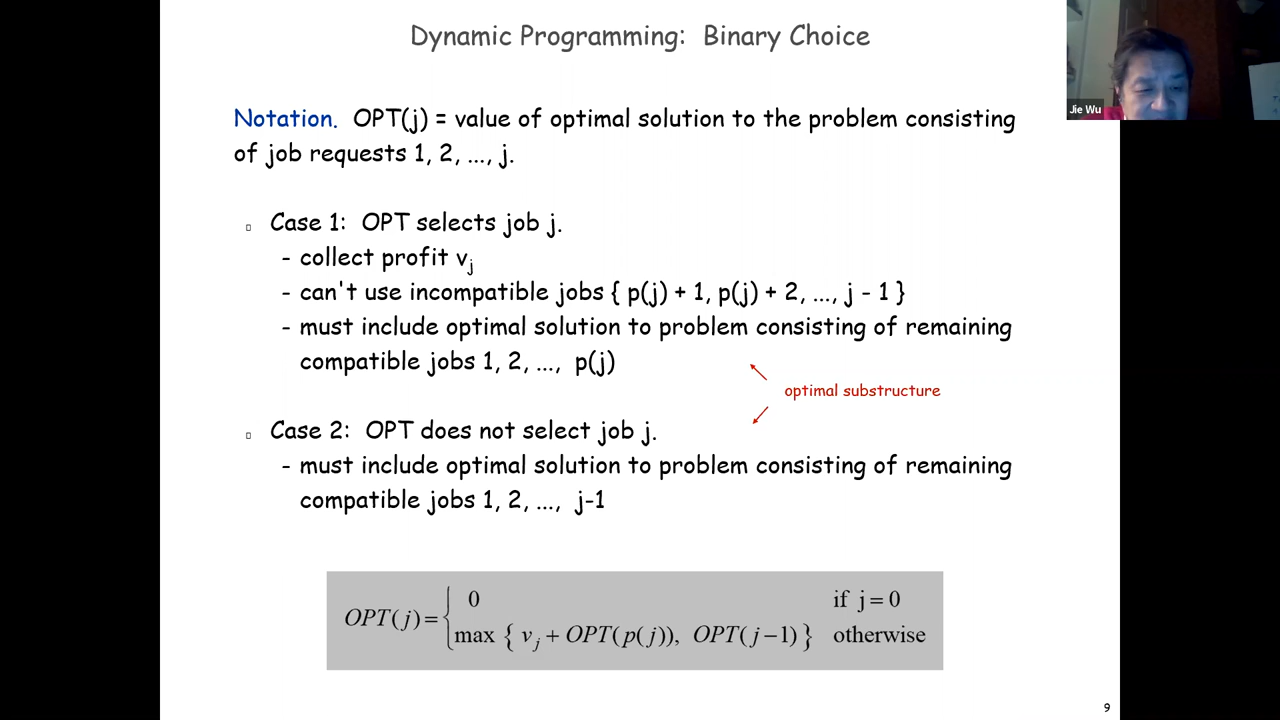 Dynamic Programming: Binary Choice
Jie Wu
Notation. OPT(j) = value of optimal solution to the problem consisting
of job requests 1, 2, ..., j.
Case 1: OPT selects job j.
- collect profit vj
- can't use incompatible jobs { p(j) + 1, p(j) + 2, ..., j - 1 }
- must include optimal solution to problem consisting of remaining
compatible jobs 1, 2, ..., p(j)
optimal substructure
Case 2: OPT does not select job j.
- must include optimal solution to problem consisting of remaining
compatible jobs 1, 2, ..., j-1
OPT(j) = { 0 if j = 0
max { vj + OPT(p(j)), OPT(j−1) } otherwise
9